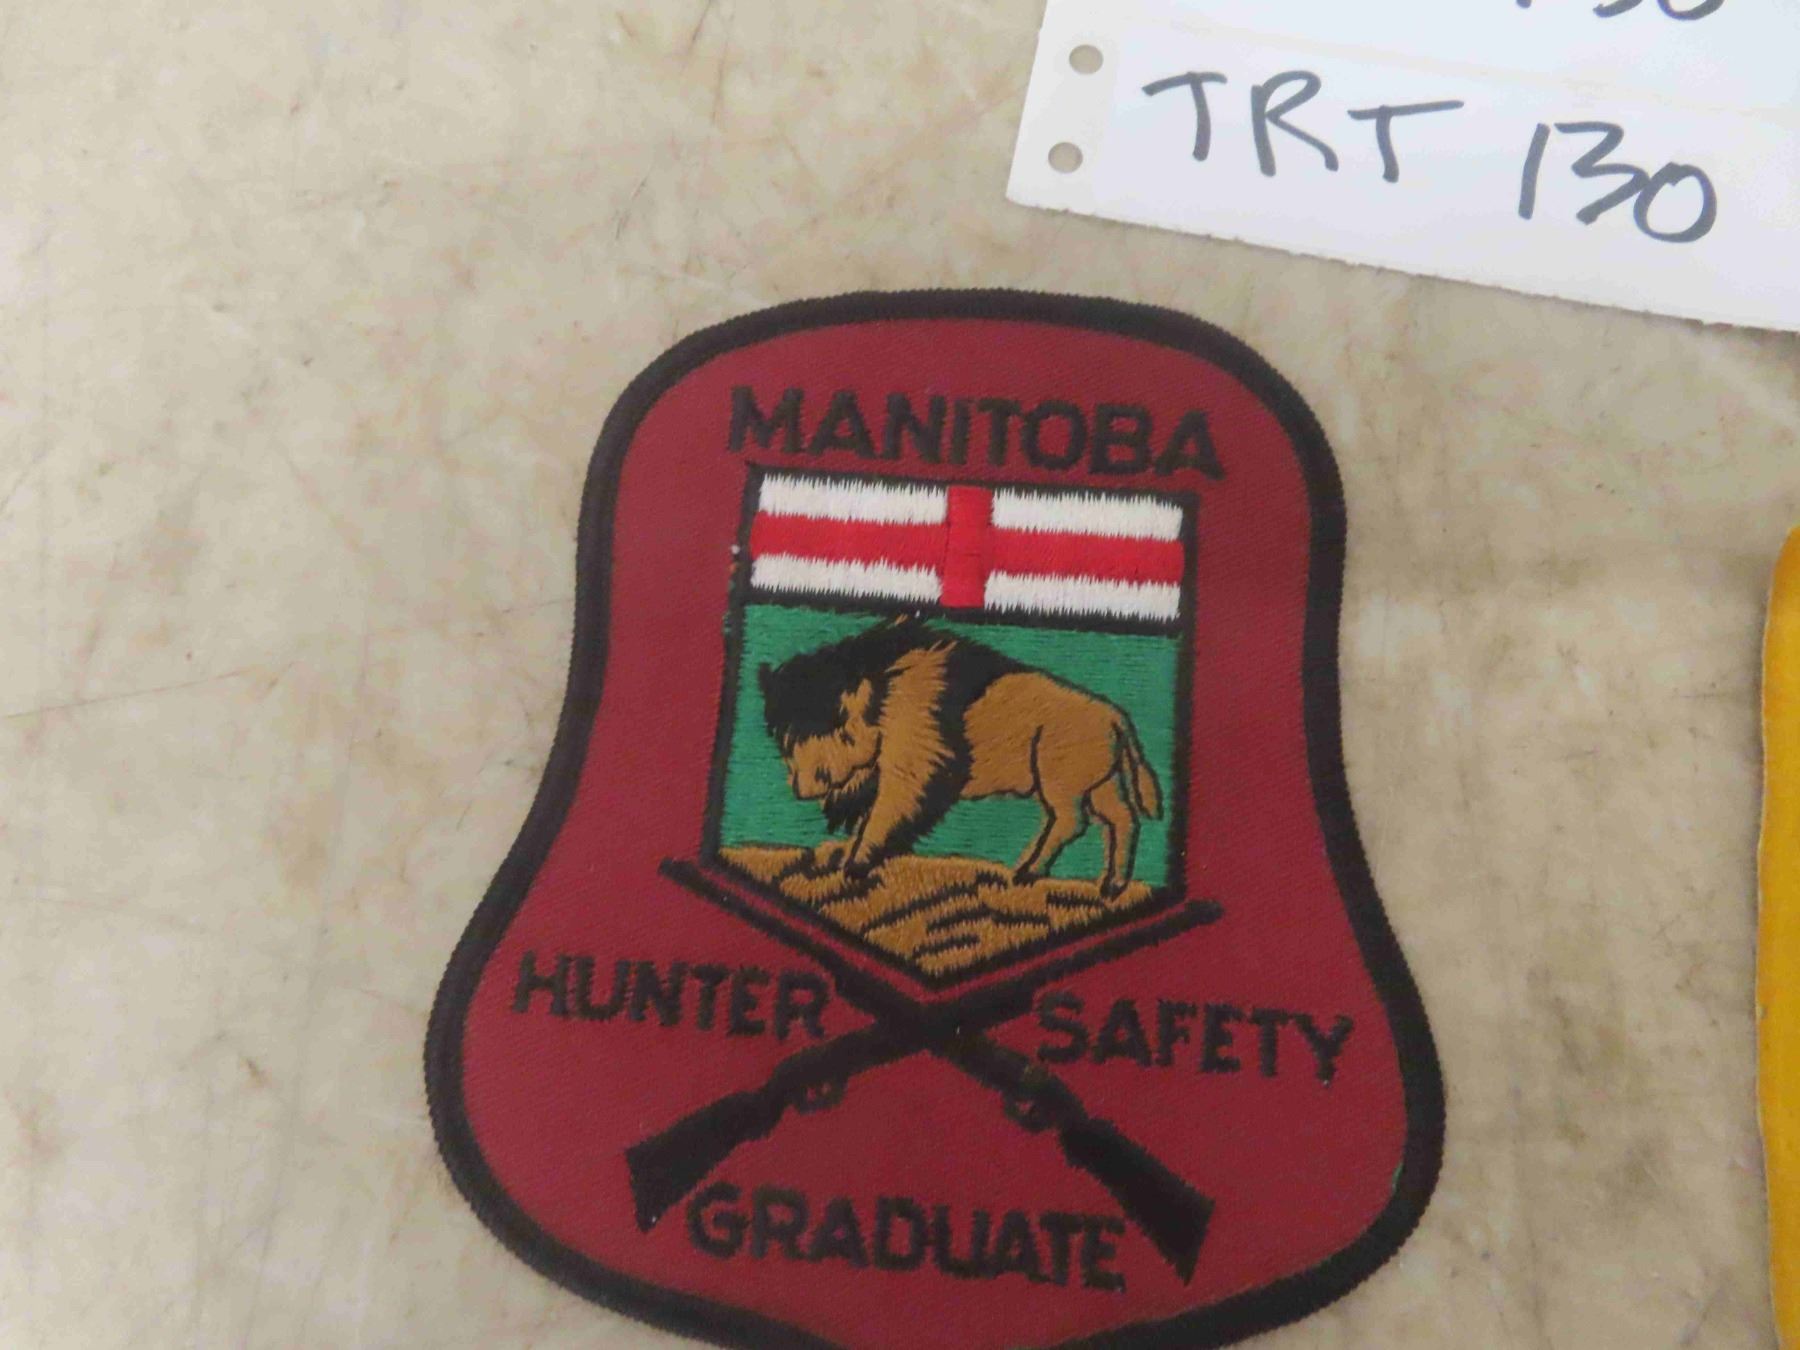 TRT 130
MANITOBA
HUNTER SAFETY
GRADUATE